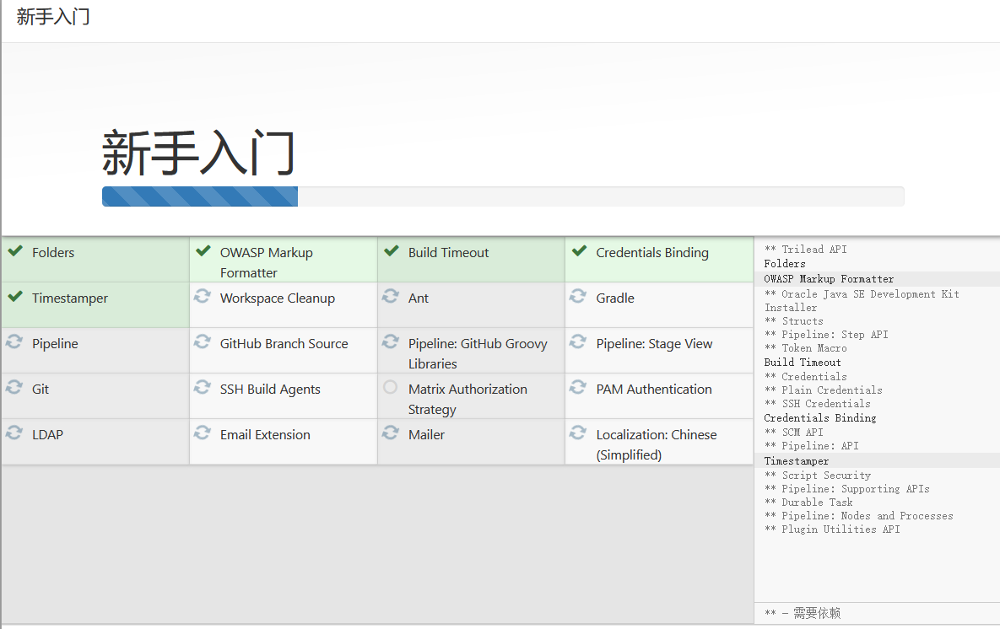 新手入门
新手入门
Folders
OWASP Markup
Formatter
Build Timeout
Credentials Binding
Timestamper
Workspace Cleanup
Ant
Gradle
Pipeline
GitHub Branch Source
Pipeline: GitHub Groovy
Libraries
Pipeline: Stage View
Git
SSH Build Agents
Matrix Authorization
Strategy
PAM Authentication
LDAP
Email Extension
Mailer
Localization: Chinese
(Simplified)
** Trilead API
Folders
OWASP Markup Formatter
** Oracle Java SE Development Kit
Installer
** Structs
** Pipeline: Step API
** Token Macro
Build Timeout
** Credentials
** Plain Credentials
** SSH Credentials
Credentials Binding
** SCM API
** Pipeline: API
Timestamper
** Script Security
** Pipeline: Supporting APIs
** Durable Task
** Pipeline: Nodes and Processes
** Plugin Utilities API
** - 需要依赖